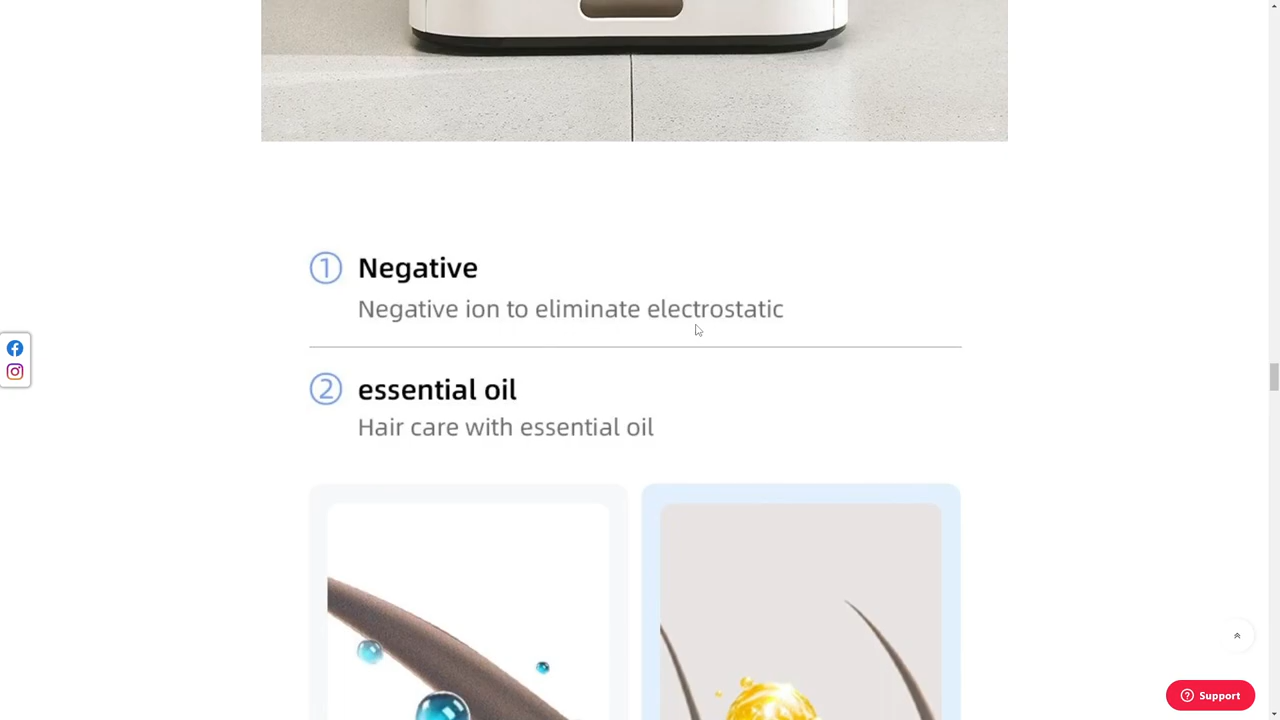 ① Negative
Negative ion to eliminate electrostatic
② essential oil
Hair care with essential oil
Support